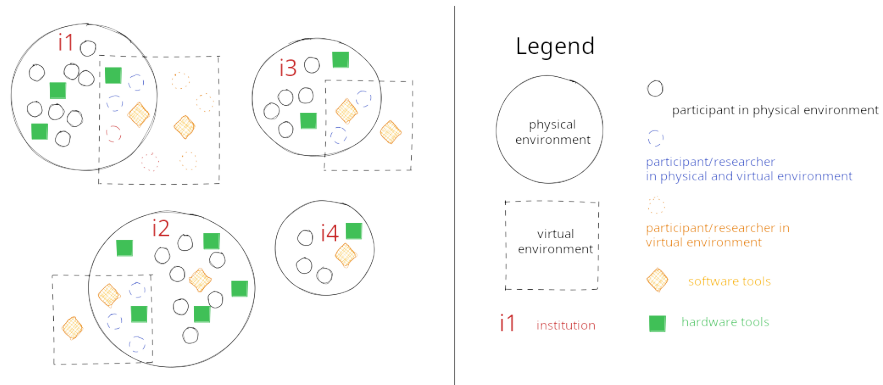 i1
i3
i2
i4
Legend
physical
environment
participant in physical environment
participant/researcher
in physical and virtual environment
virtual
environment
participant/researcher in
virtual environment
software tools
i1 institution
hardware tools